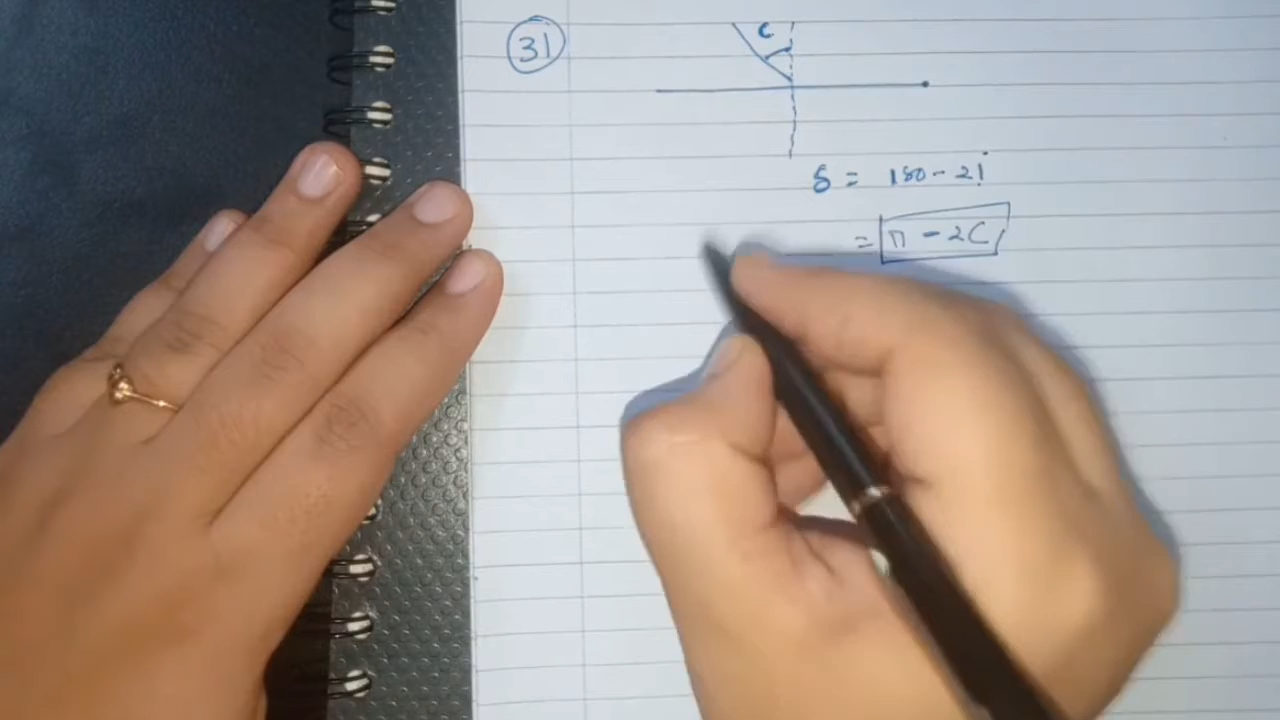 31
C
δ = 180 - 2i
= π - 2C